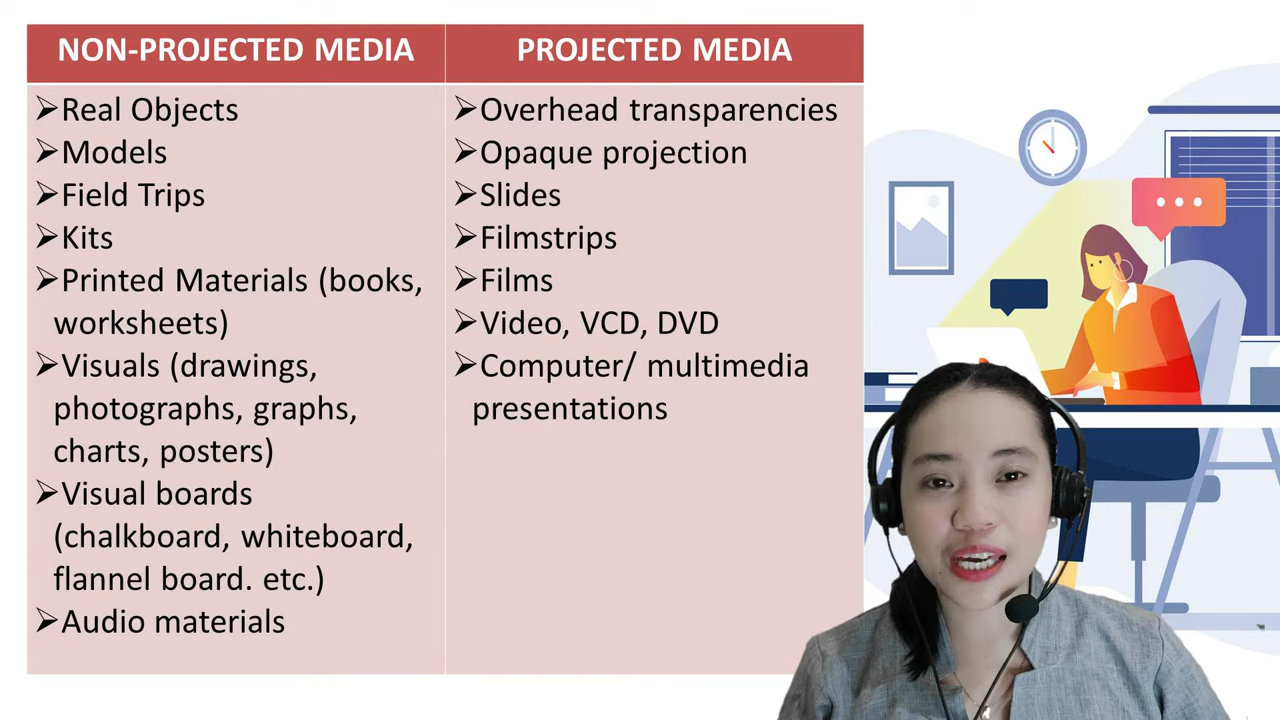 NON-PROJECTED MEDIA
➢Real Objects
➢Models
➢Field Trips
➢Kits
➢Printed Materials (books,
worksheets)
➢Visuals (drawings,
photographs, graphs,
charts, posters)
➢Visual boards
(chalkboard, whiteboard,
flannel board. etc.)
➢Audio materials
PROJECTED MEDIA
➢Overhead transparencies
➢Opaque projection
➢Slides
➢Filmstrips
➢Films
➢Video, VCD, DVD
➢Computer/ multimedia
presentations